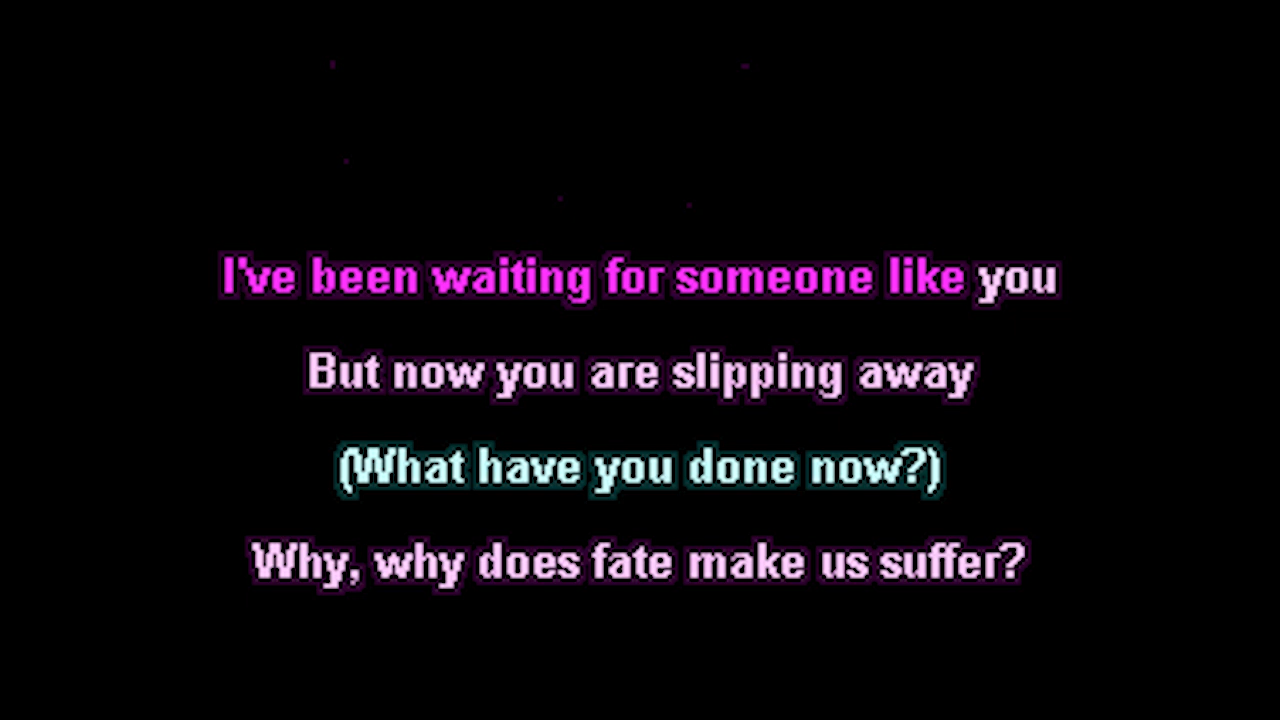 I've been waiting for someone like you
But now you are slipping away
(What have you done now?)
Why, why does fate make us suffer?